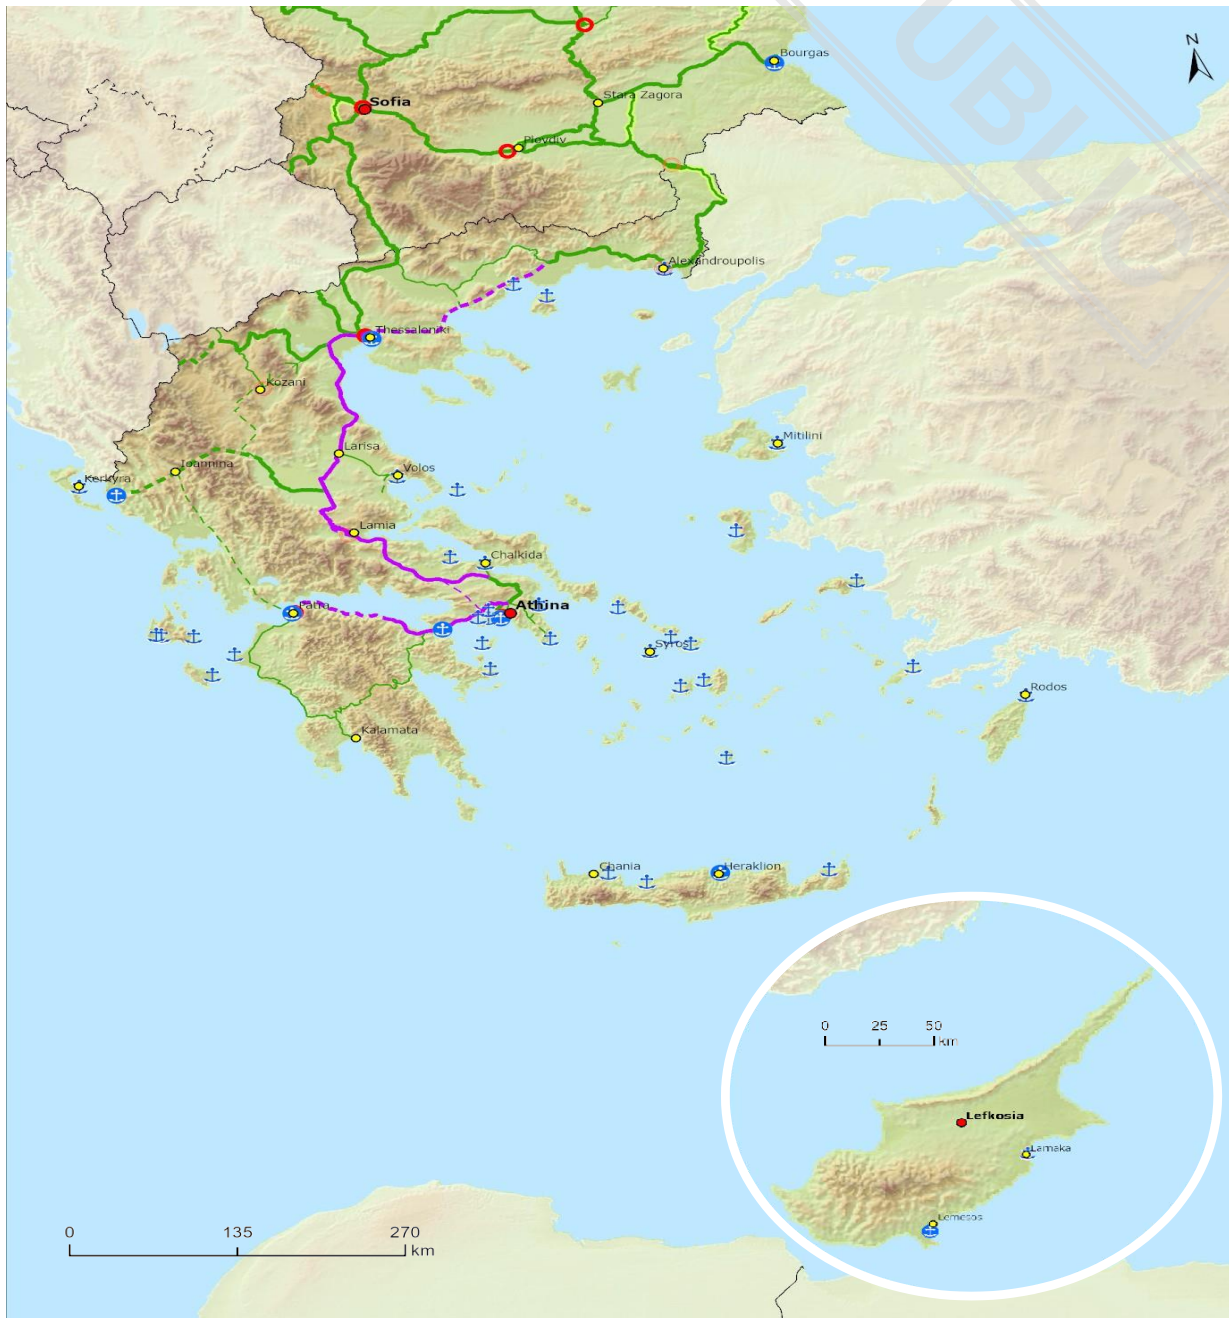 N
Bourgas
Sofia
Stara Zagora
Plovdiv
Alexandroupolis
Thessaloniki
Kozani
Mitilini
Larisa
Ioannina
Volos
Kerkyra
Lamia
Chalkida
Patra
Athina
Syros
Rodos
Kalamata
Chania
Heraklion
0 25 50
km
Lefkosia
Larnaka
Lemesos
0 135 270
km
UBLIC